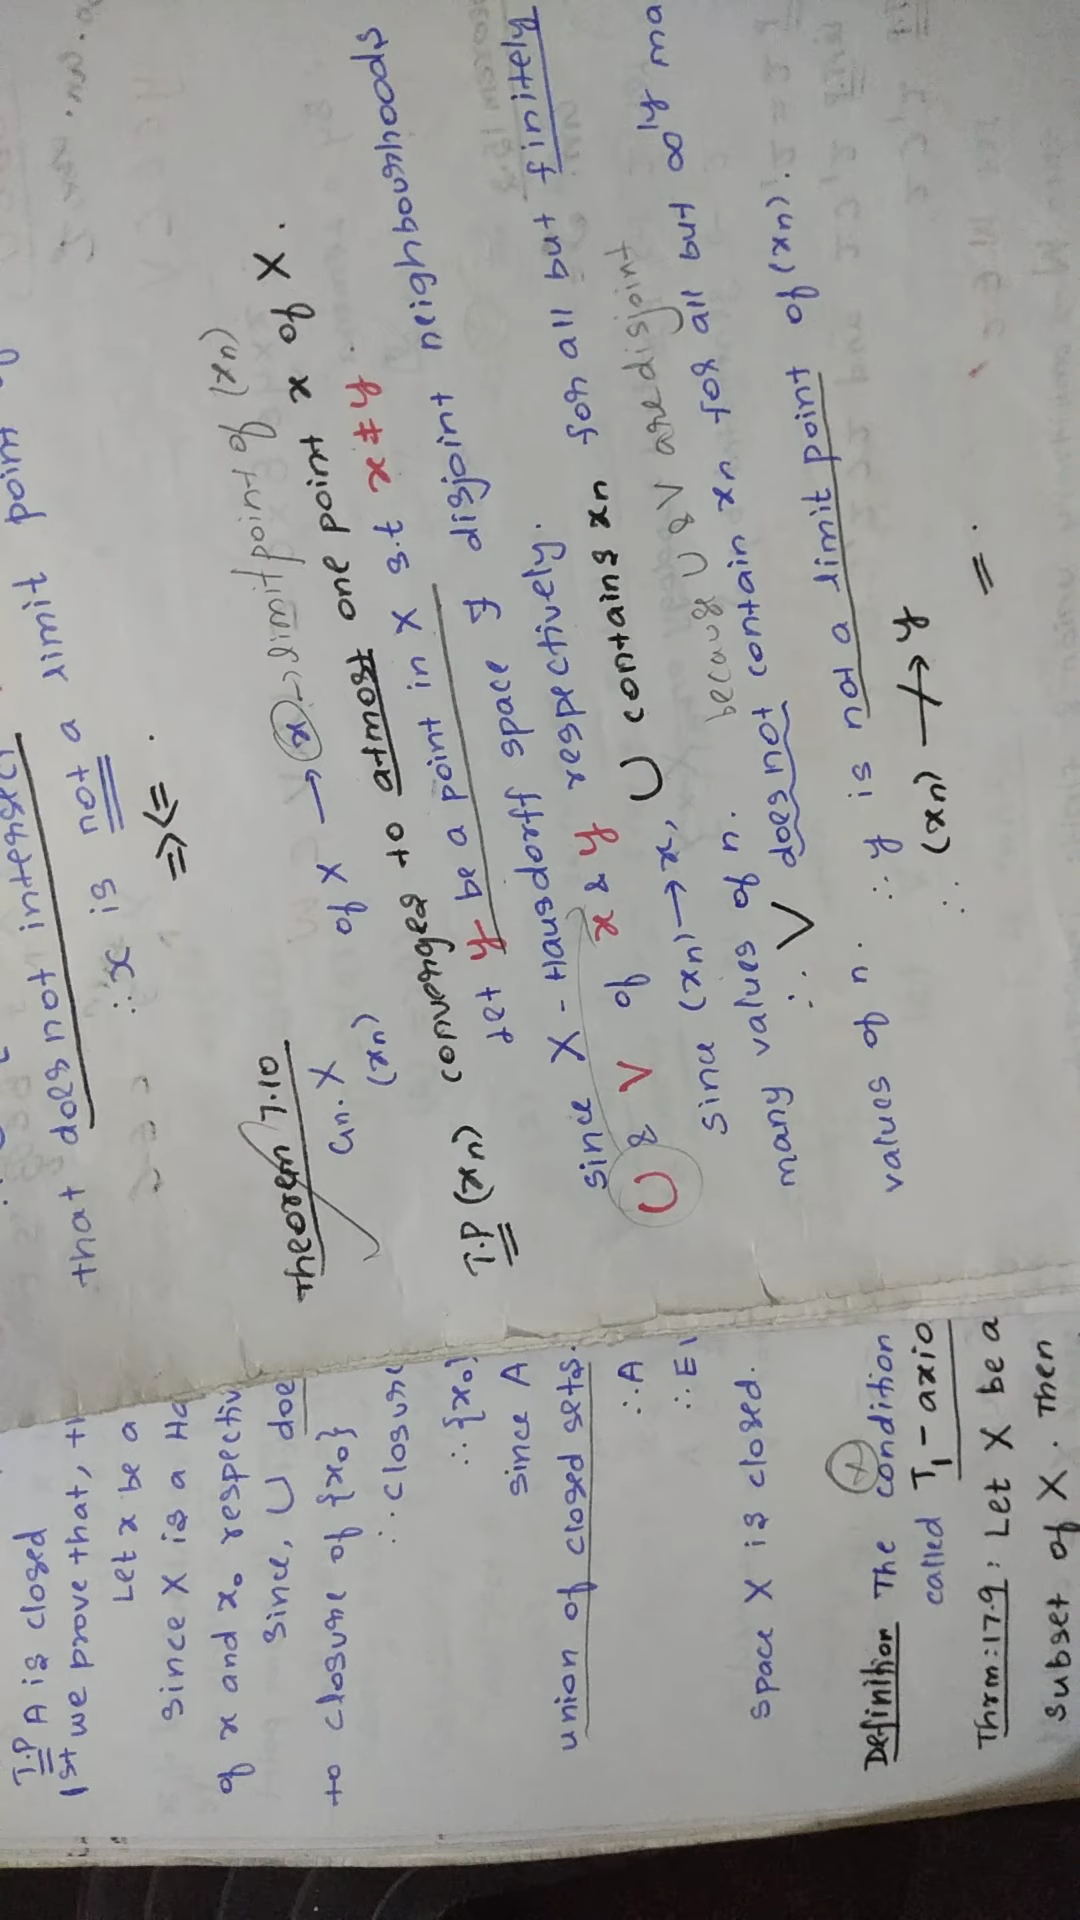 does not intersect
that
∴ x is not a limit point
⇒⇐.
Theorem 7.10
Gn. X
(xn) of X → x → limit point of (xn)
T.P (xn) converges to atmost one point x of X.
Let y be a point in X s.t x ≠ y.
Since X - Hausdorff space ∃ disjoint neighbourhoods
U & V of x & y respectively.
Since (xn) → x, U contains xn for all but finitely
many values of n. because U & V are disjoint
∴ V does not contain xn for all but ∞ly ma
values of n. ∴ y is not a limit point of (xn).
∴ (xn) ↛ y
=.
T.P A is closed
1st we prove that,
Let x be a
Since X is a
of x and x₀
Since, U
to closure of {x₀}
∴ closure
∴ {x₀}
Since A
union of closed sets.
∴ A
∴
space X is closed.
Definition The condition
called T₁ - axio
Thrm:17.9: Let X be a
subset of X. Then